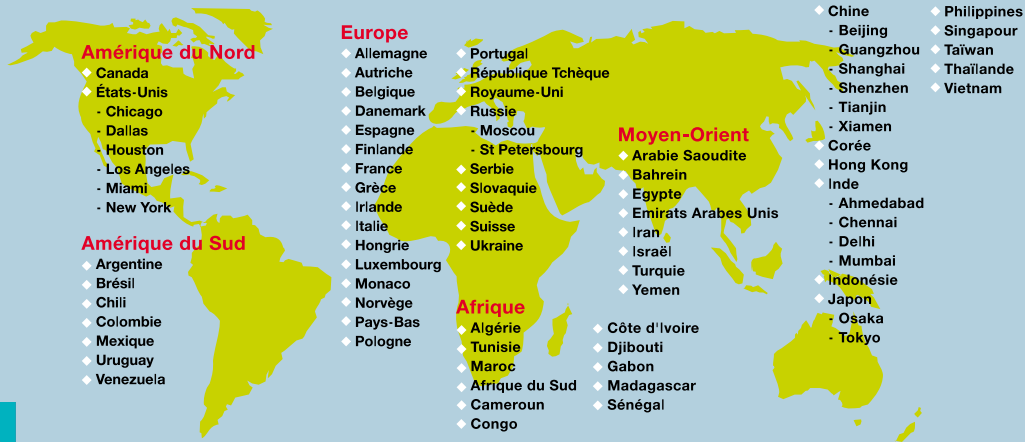 Amérique du Nord
Canada
États-Unis
- Chicago
- Dallas
- Houston
- Los Angeles
- Miami
- New York
Amérique du Sud
Argentine
Brésil
Chili
Colombie
Mexique
Uruguay
Venezuela
Europe
Allemagne
Autriche
Belgique
Danemark
Espagne
Finlande
France
Grèce
Irlande
Italie
Hongrie
Luxembourg
Monaco
Norvège
Pays-Bas
Pologne
Portugal
République Tchèque
Royaume-Uni
Russie
- Moscou
- St Petersbourg
Serbie
Slovaquie
Suède
Suisse
Ukraine
Afrique
Algérie
Tunisie
Maroc
Afrique du Sud
Cameroun
Congo
Côte d'Ivoire
Djibouti
Gabon
Madagascar
Sénégal
Moyen-Orient
Arabie Saoudite
Bahrein
Egypte
Emirats Arabes Unis
Iran
Israël
Turquie
Yemen
Chine
- Beijing
- Guangzhou
- Shanghai
- Shenzhen
- Tianjin
- Xiamen
Corée
Hong Kong
Inde
- Ahmedabad
- Chennai
- Delhi
- Mumbai
Indonésie
Japon
- Osaka
- Tokyo
Philippines
Singapour
Taïwan
Thaïlande
Vietnam